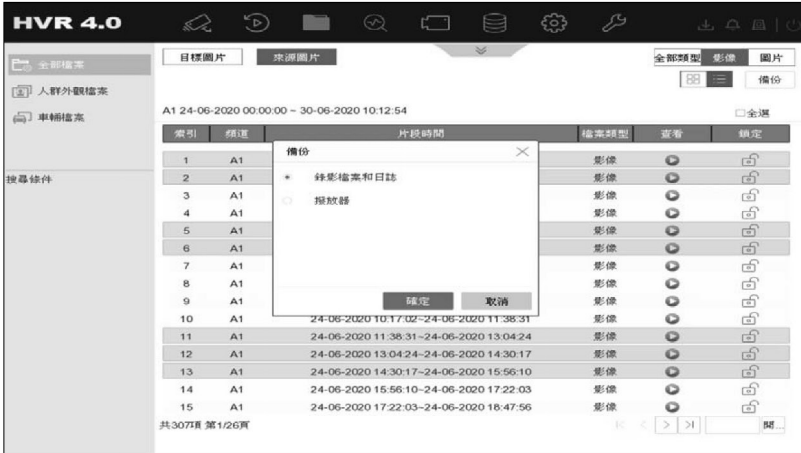 HVR 4.0
全部檔案
人群外觀檔案
車輛檔案
搜尋條件
目標圖片 來源圖片 全部類型 影像 圖片
備份
A1 24-06-2020 00:00:00 ~ 30-06-2020 10:12:54 全選
索引 頻道 片段時間 檔案類型 查看 鎖定
備份
錄影檔案和日誌
撥放器
確定 取消
1 A1 影像
2 A1 影像
3 A1 影像
4 A1 影像
5 A1 影像
6 A1 影像
7 A1 影像
8 A1 影像
9 A1 影像
10 A1 24-06-2020 10:17:02~24-06-2020 11:38:31 影像
11 A1 24-06-2020 11:38:31~24-06-2020 13:04:24 影像
12 A1 24-06-2020 13:04:24~24-06-2020 14:30:17 影像
13 A1 24-06-2020 14:30:17~24-06-2020 15:56:10 影像
14 A1 24-06-2020 15:56:10~24-06-2020 17:22:03 影像
15 A1 24-06-2020 17:22:03~24-06-2020 18:47:56 影像
共307項 第1/26頁